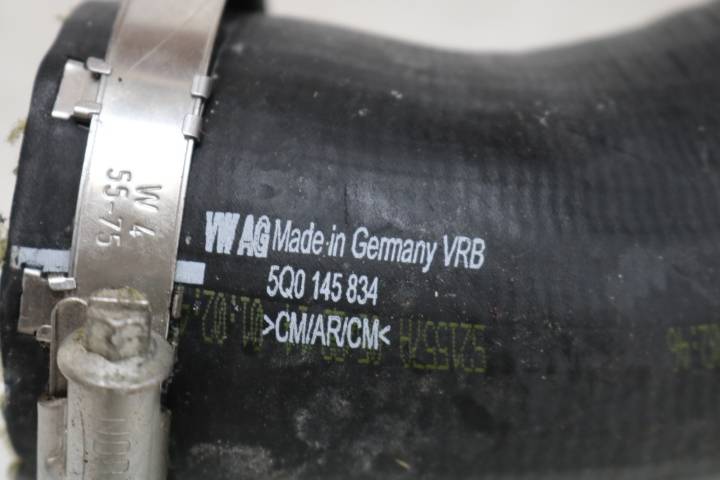 W 4
55-75
VW AG Made in Germany VRB
5Q0 145 834
>CM/AR/CM<